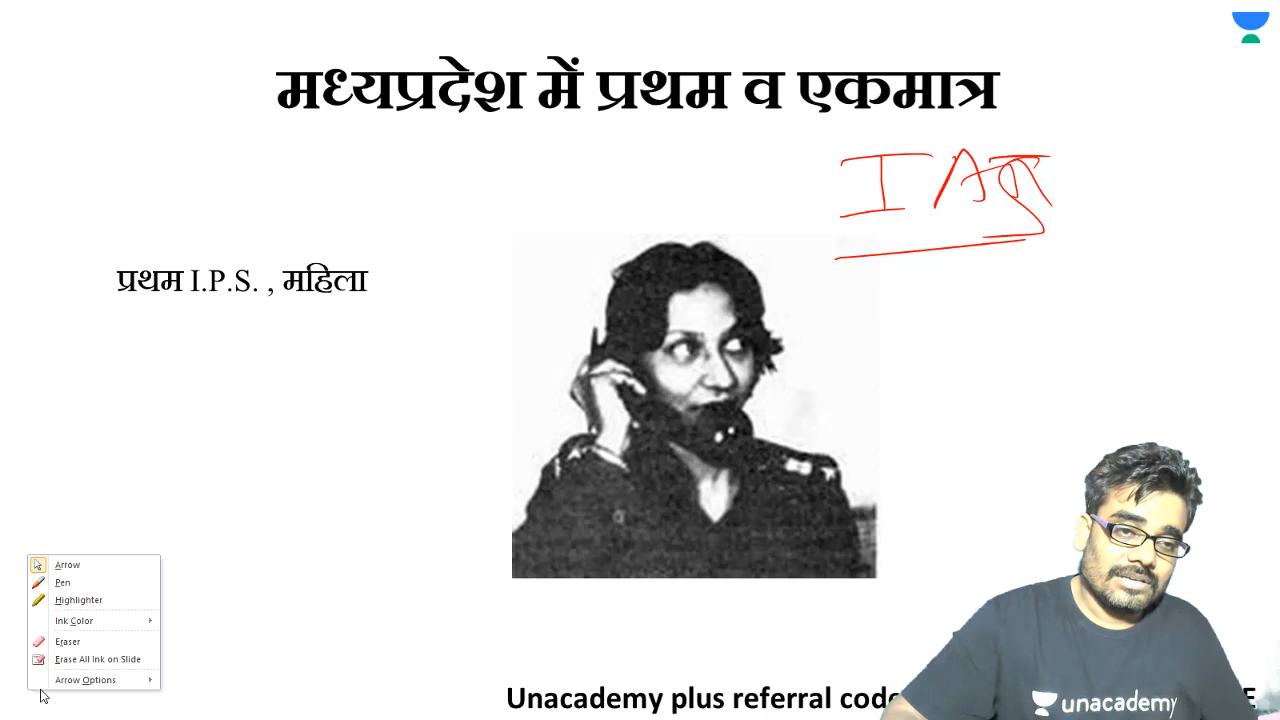 मध्यप्रदेश में प्रथम व एकमात्र
प्रथम I.P.S. , महिला
Arrow
Pen
Highlighter
Ink Color
Eraser
Erase All Ink on Slide
Arrow Options
unacademy
Unacademy plus referral code